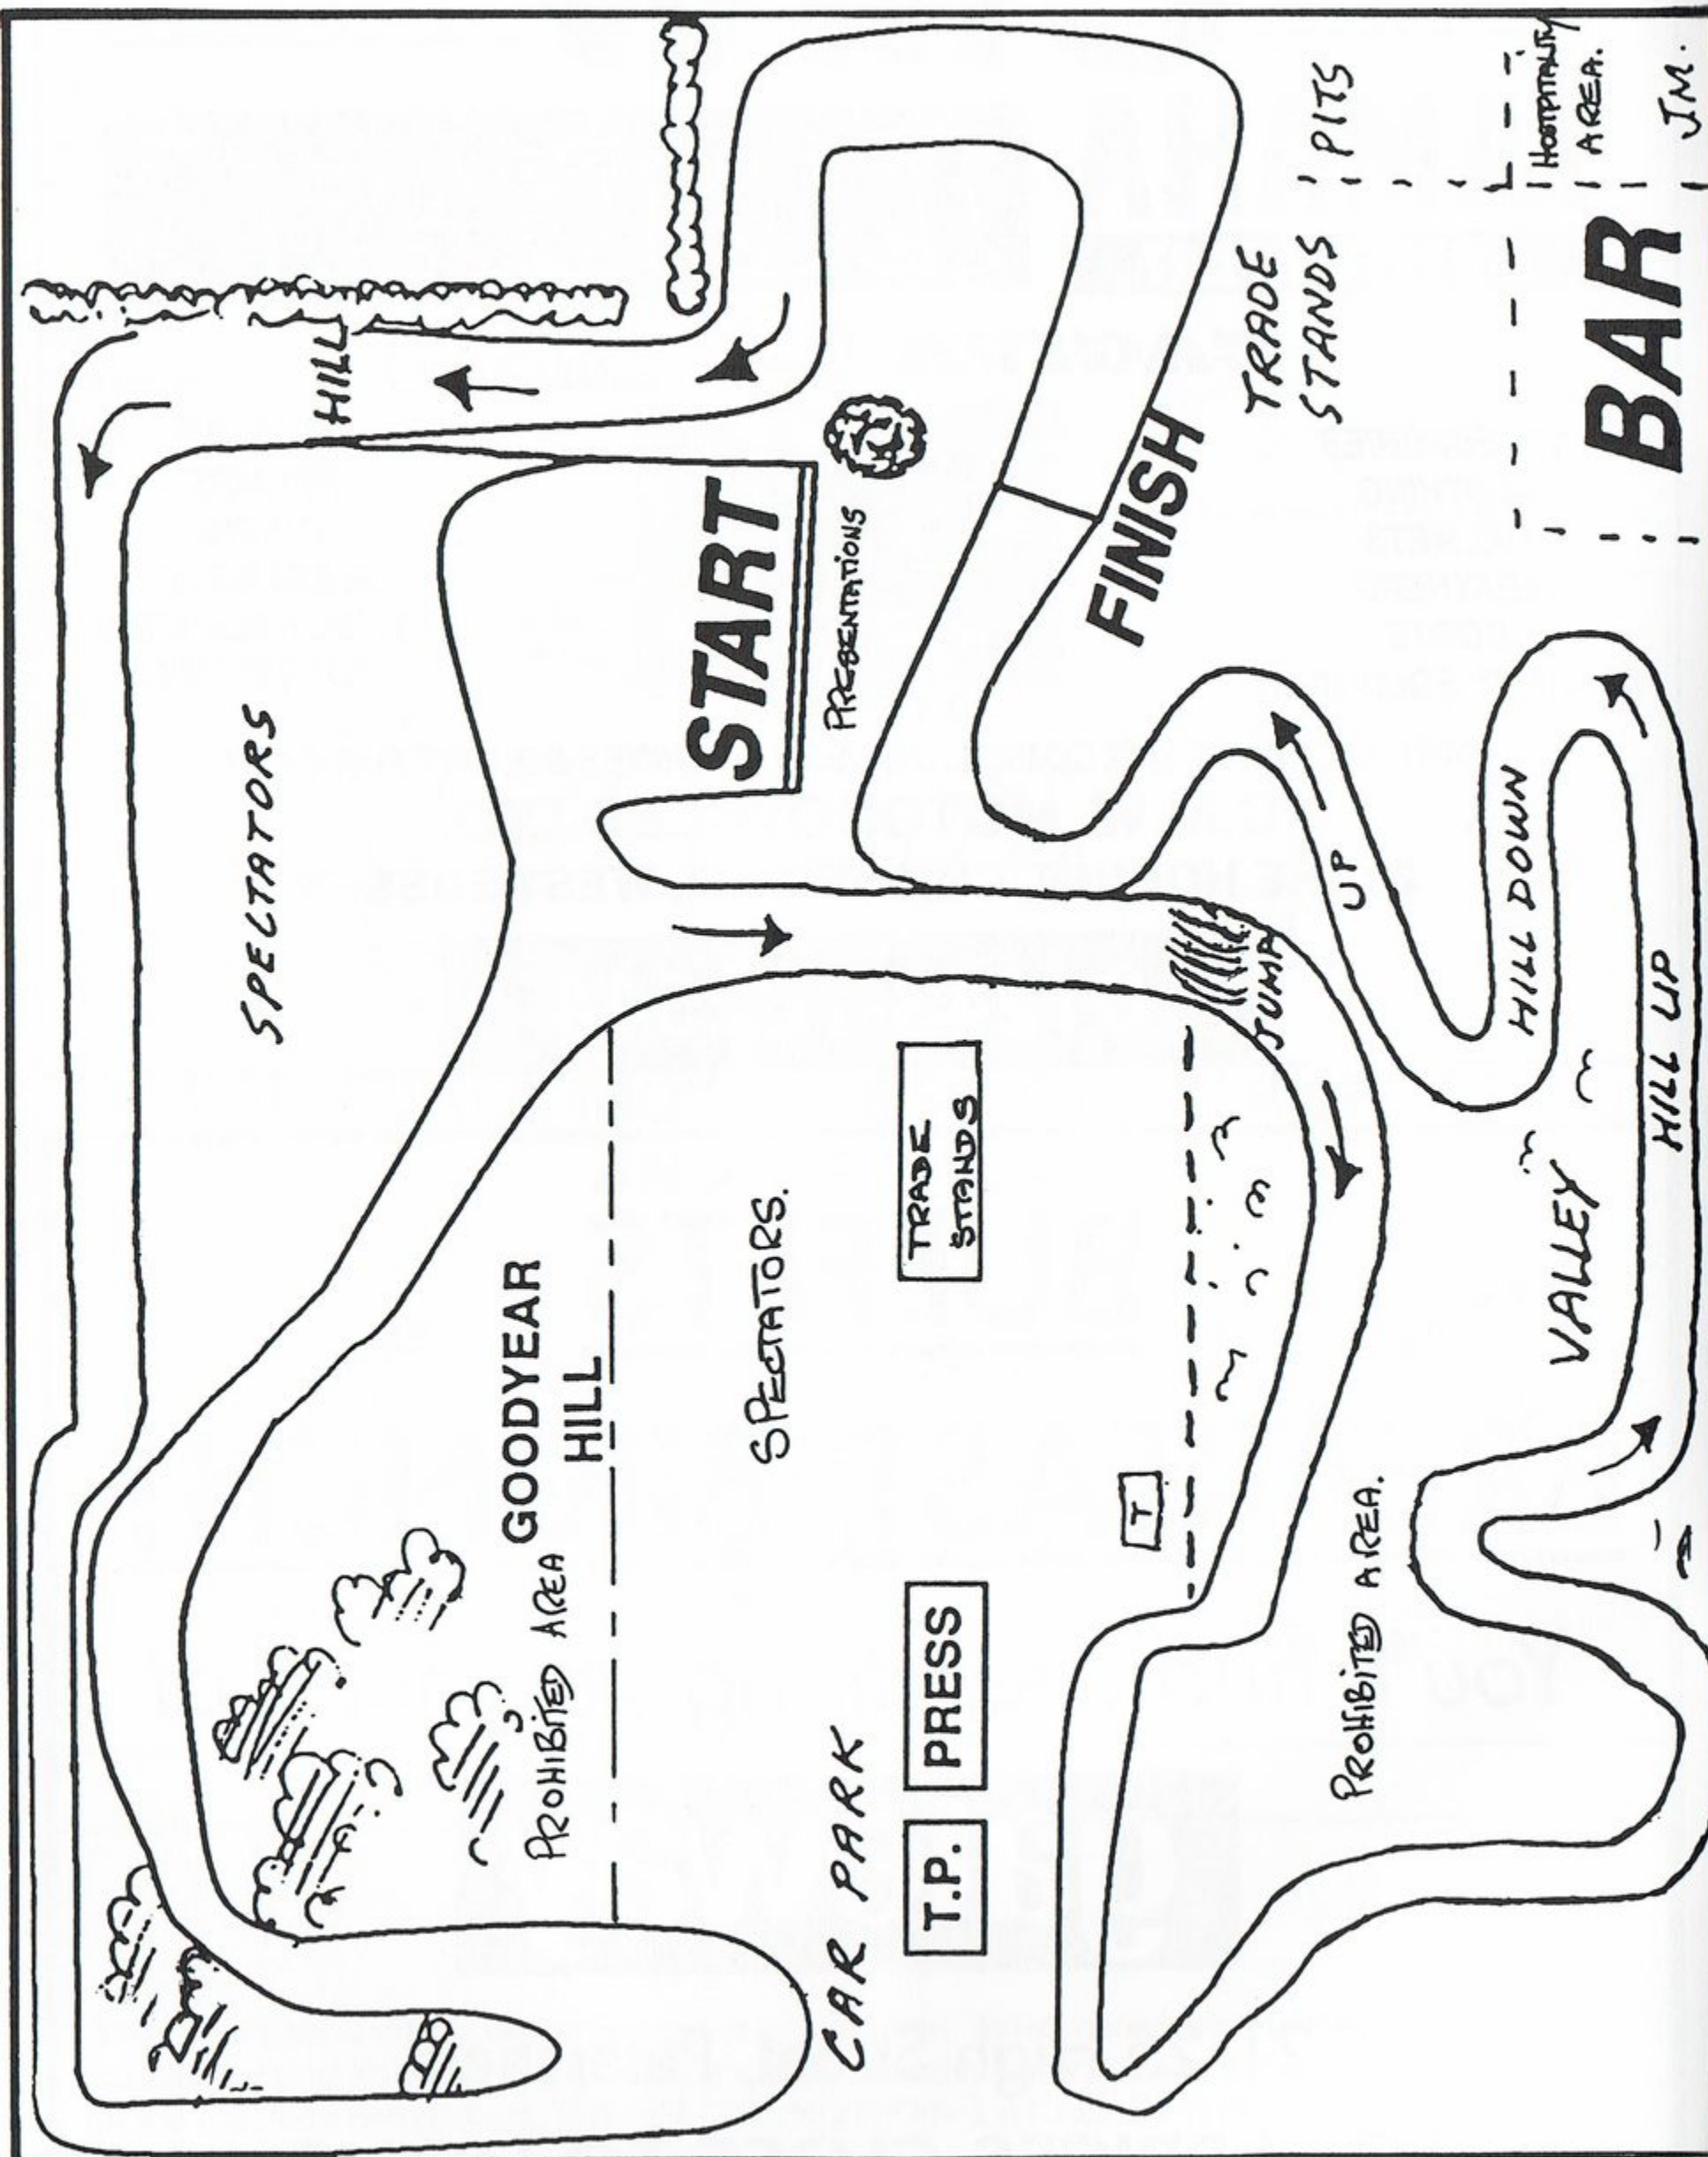 SPECTATORS
HILL
GOODYEAR
HILL
PROHIBITED AREA
START
PRESENTATIONS
SPECTATORS.
CAR PARK
TRADE
STANDS
PRESS
T.P.
T
FINISH
TRADE
STANDS
PITS
JUMP
UP
PROHIBITED AREA.
HILL DOWN
VALLEY
HILL UP
HOSPITALITY
AREA.
BAR
JM.